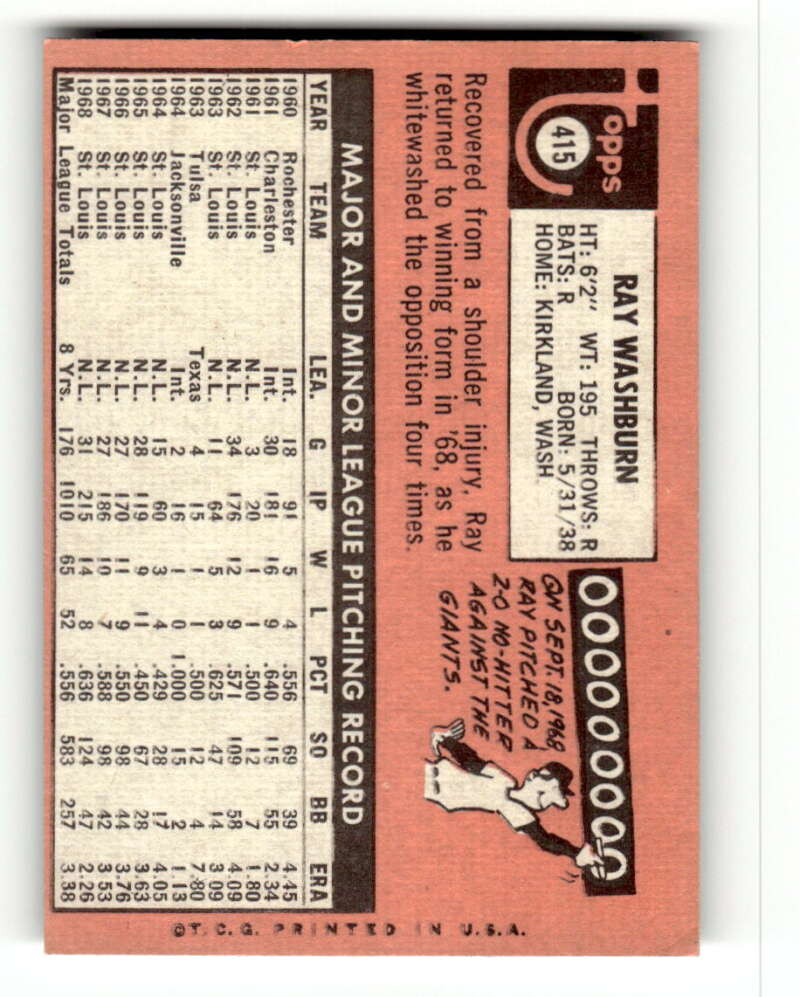 Topps
415
RAY WASHBURN
HT: 6'2" WT: 195 THROWS: R
BATS: R BORN: 5/31/38
HOME: KIRKLAND, WASH.
Recovered from a shoulder injury, Ray
returned to winning form in '68, as he
whitewashed the opposition four times.
000000000
ON SEPT. 18, 1968,
RAY PITCHED A
2-0 NO-HITTER
AGAINST THE
GIANTS.
MAJOR AND MINOR LEAGUE PITCHING RECORD
YEAR TEAM LEA. G IP W L PCT SO BB ERA
1960 Rochester Int. 18 91 5 4 .556 69 39 4.45
1961 Charleston Int. 30 181 16 9 .640 115 55 2.34
1961 St. Louis N.L. 3 20 1 1 .500 12 7 1.80
1962 St. Louis N.L. 34 176 12 9 .571 109 58 4.09
1963 St. Louis N.L. 11 64 5 3 .625 47 14 3.09
1963 Tulsa Texas 4 15 1 1 .500 12 4 7.80
1964 Jacksonville Int. 2 16 1 0 1.000 15 2 1.13
1964 St. Louis N.L. 15 60 3 4 .429 28 17 4.05
1965 St. Louis N.L. 28 119 9 11 .450 67 28 3.63
1966 St. Louis N.L. 27 170 11 9 .550 98 44 3.76
1967 St. Louis N.L. 27 186 10 7 .588 98 42 3.53
1968 St. Louis N.L. 31 215 14 8 .636 124 47 2.26
Major League Totals 8 Yrs. 176 1010 65 52 .556 583 257 3.38
©T.C.G. PRINTED IN U.S.A.